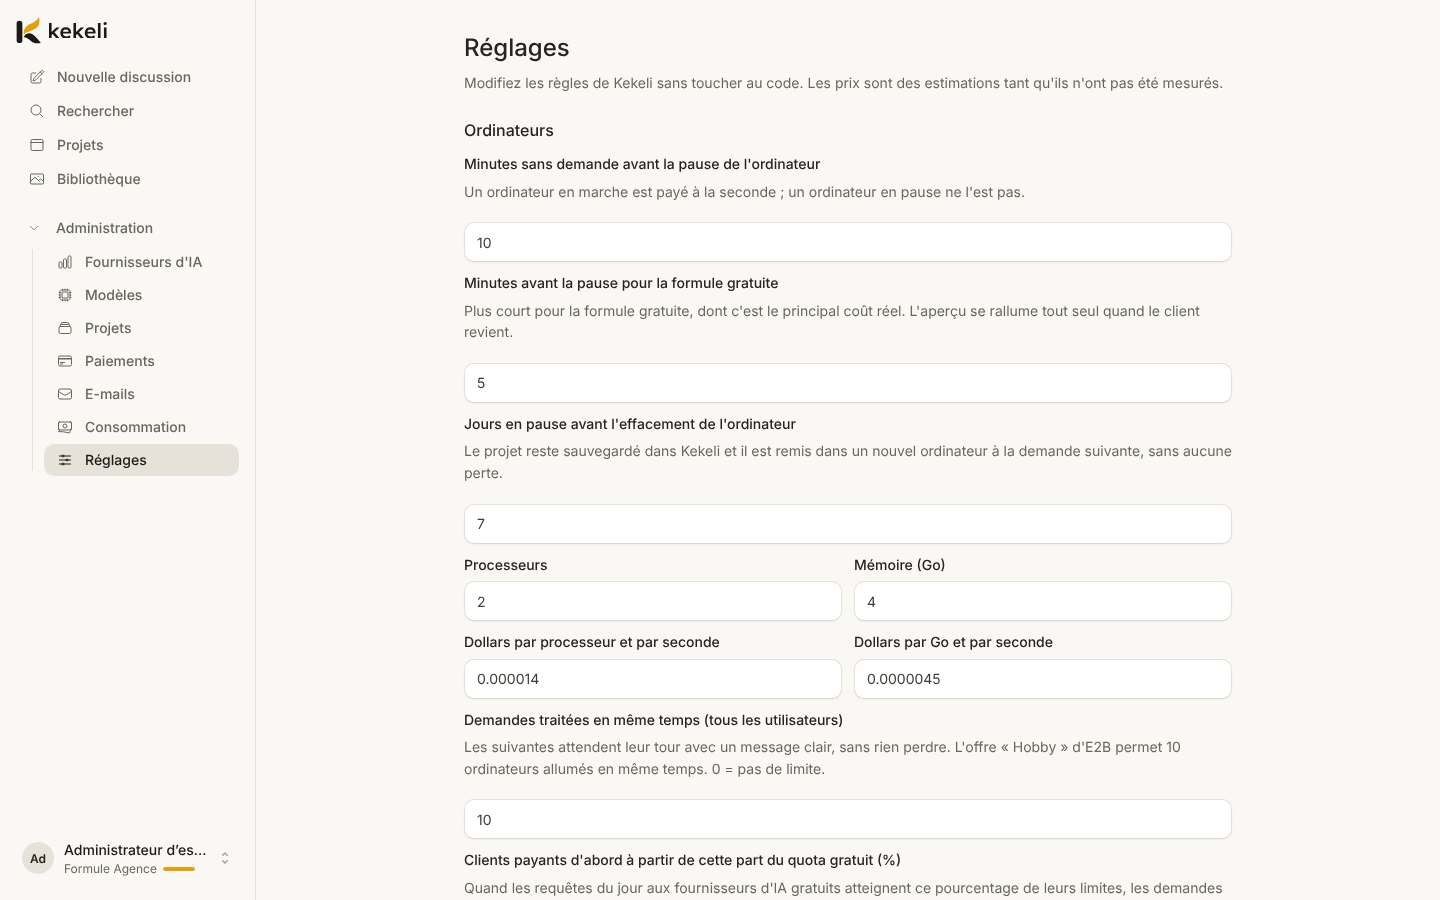 kekeli
Nouvelle discussion
Rechercher
Projets
Bibliothèque
Administration
Fournisseurs d'IA
Modèles
Projets
Paiements
E-mails
Consommation
Réglages
Ad
Administrateur d’es...
Formule Agence
Réglages
Modifiez les règles de Kekeli sans toucher au code. Les prix sont des estimations tant qu'ils n'ont pas été mesurés.
Ordinateurs
Minutes sans demande avant la pause de l'ordinateur
Un ordinateur en marche est payé à la seconde ; un ordinateur en pause ne l'est pas.
10
Minutes avant la pause pour la formule gratuite
Plus court pour la formule gratuite, dont c'est le principal coût réel. L'aperçu se rallume tout seul quand le client
revient.
5
Jours en pause avant l'effacement de l'ordinateur
Le projet reste sauvegardé dans Kekeli et il est remis dans un nouvel ordinateur à la demande suivante, sans aucune
perte.
7
Processeurs
Mémoire (Go)
2
4
Dollars par processeur et par seconde
Dollars par Go et par seconde
0.000014
0.0000045
Demandes traitées en même temps (tous les utilisateurs)
Les suivantes attendent leur tour avec un message clair, sans rien perdre. L'offre « Hobby » d'E2B permet 10
ordinateurs allumés en même temps. 0 = pas de limite.
10
Clients payants d'abord à partir de cette part du quota gratuit (%)
Quand les requêtes du jour aux fournisseurs d'IA gratuits atteignent ce pourcentage de leurs limites, les demandes